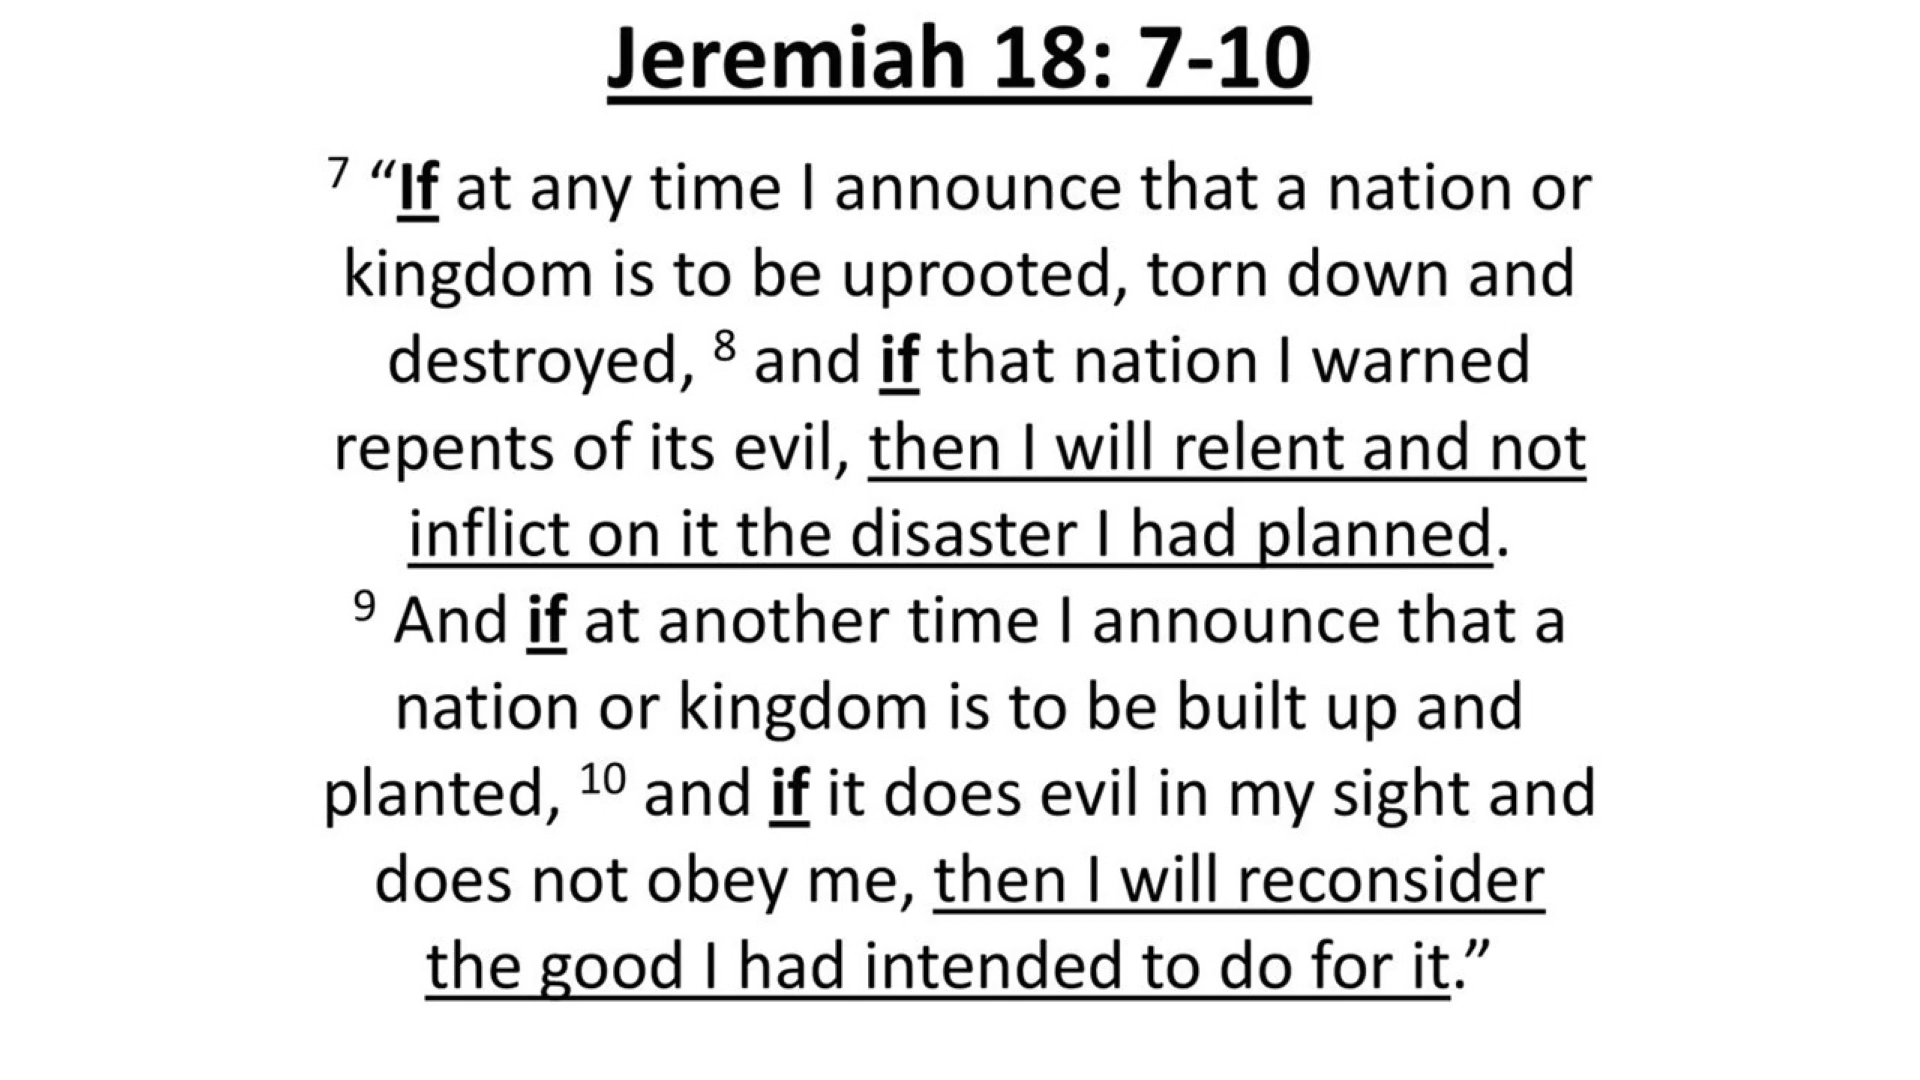 Jeremiah 18: 7-10
7 “If at any time I announce that a nation or
kingdom is to be uprooted, torn down and
destroyed, 8 and if that nation I warned
repents of its evil, then I will relent and not
inflict on it the disaster I had planned.
9 And if at another time I announce that a
nation or kingdom is to be built up and
planted, 10 and if it does evil in my sight and
does not obey me, then I will reconsider
the good I had intended to do for it.”